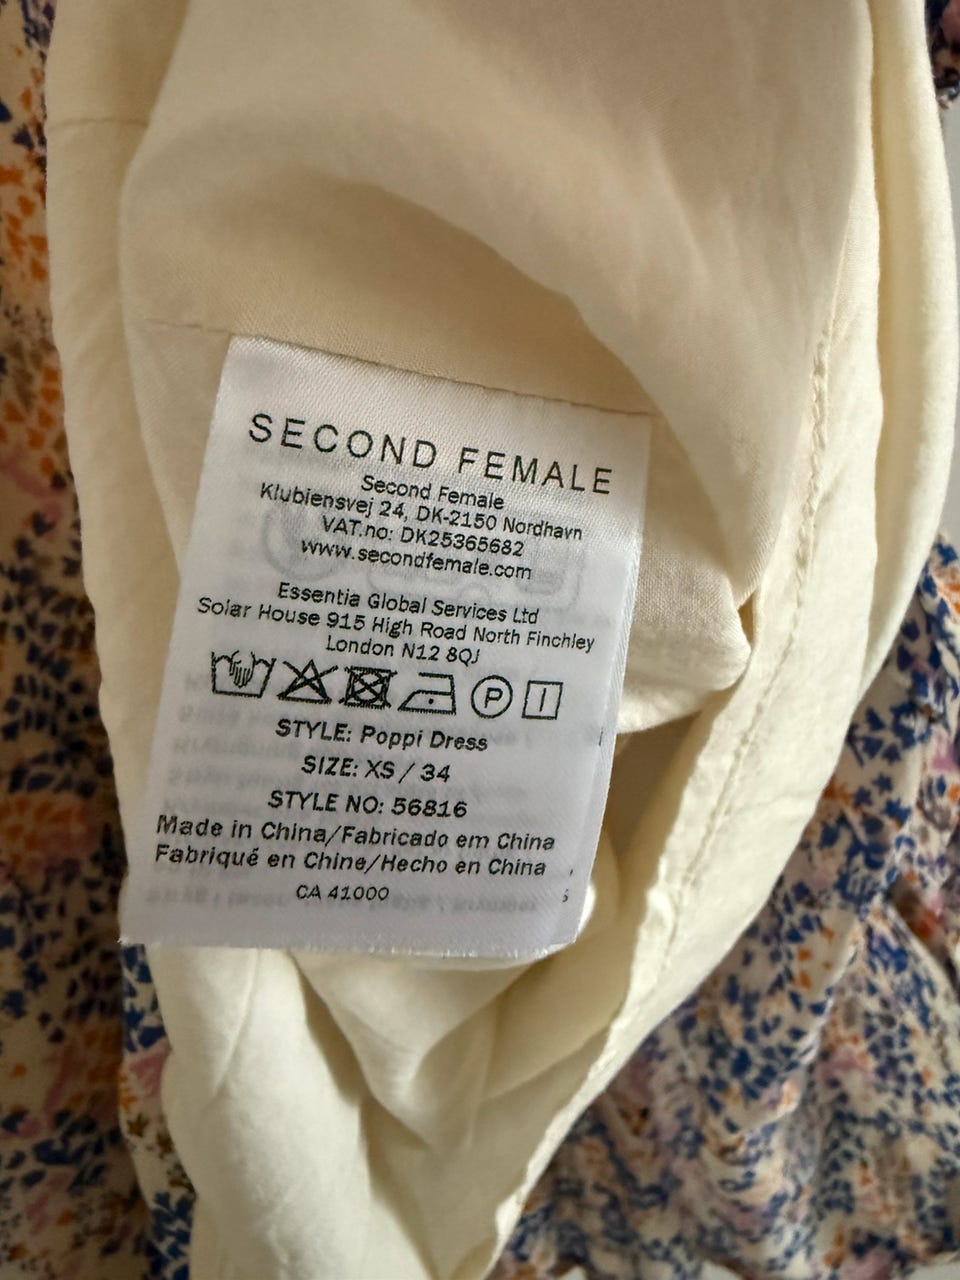 SECOND FEMALE
Second Female
Klubiensvej 24, DK-2150 Nordhavn
VAT.no: DK25365682
www.secondfemale.com
Essentia Global Services Ltd
Solar House 915 High Road North Finchley
London N12 8QJ
P
STYLE: Poppi Dress
SIZE: XS / 34
STYLE NO: 56816
Made in China/Fabricado em China
Fabriqué en Chine/Hecho en China
CA 41000